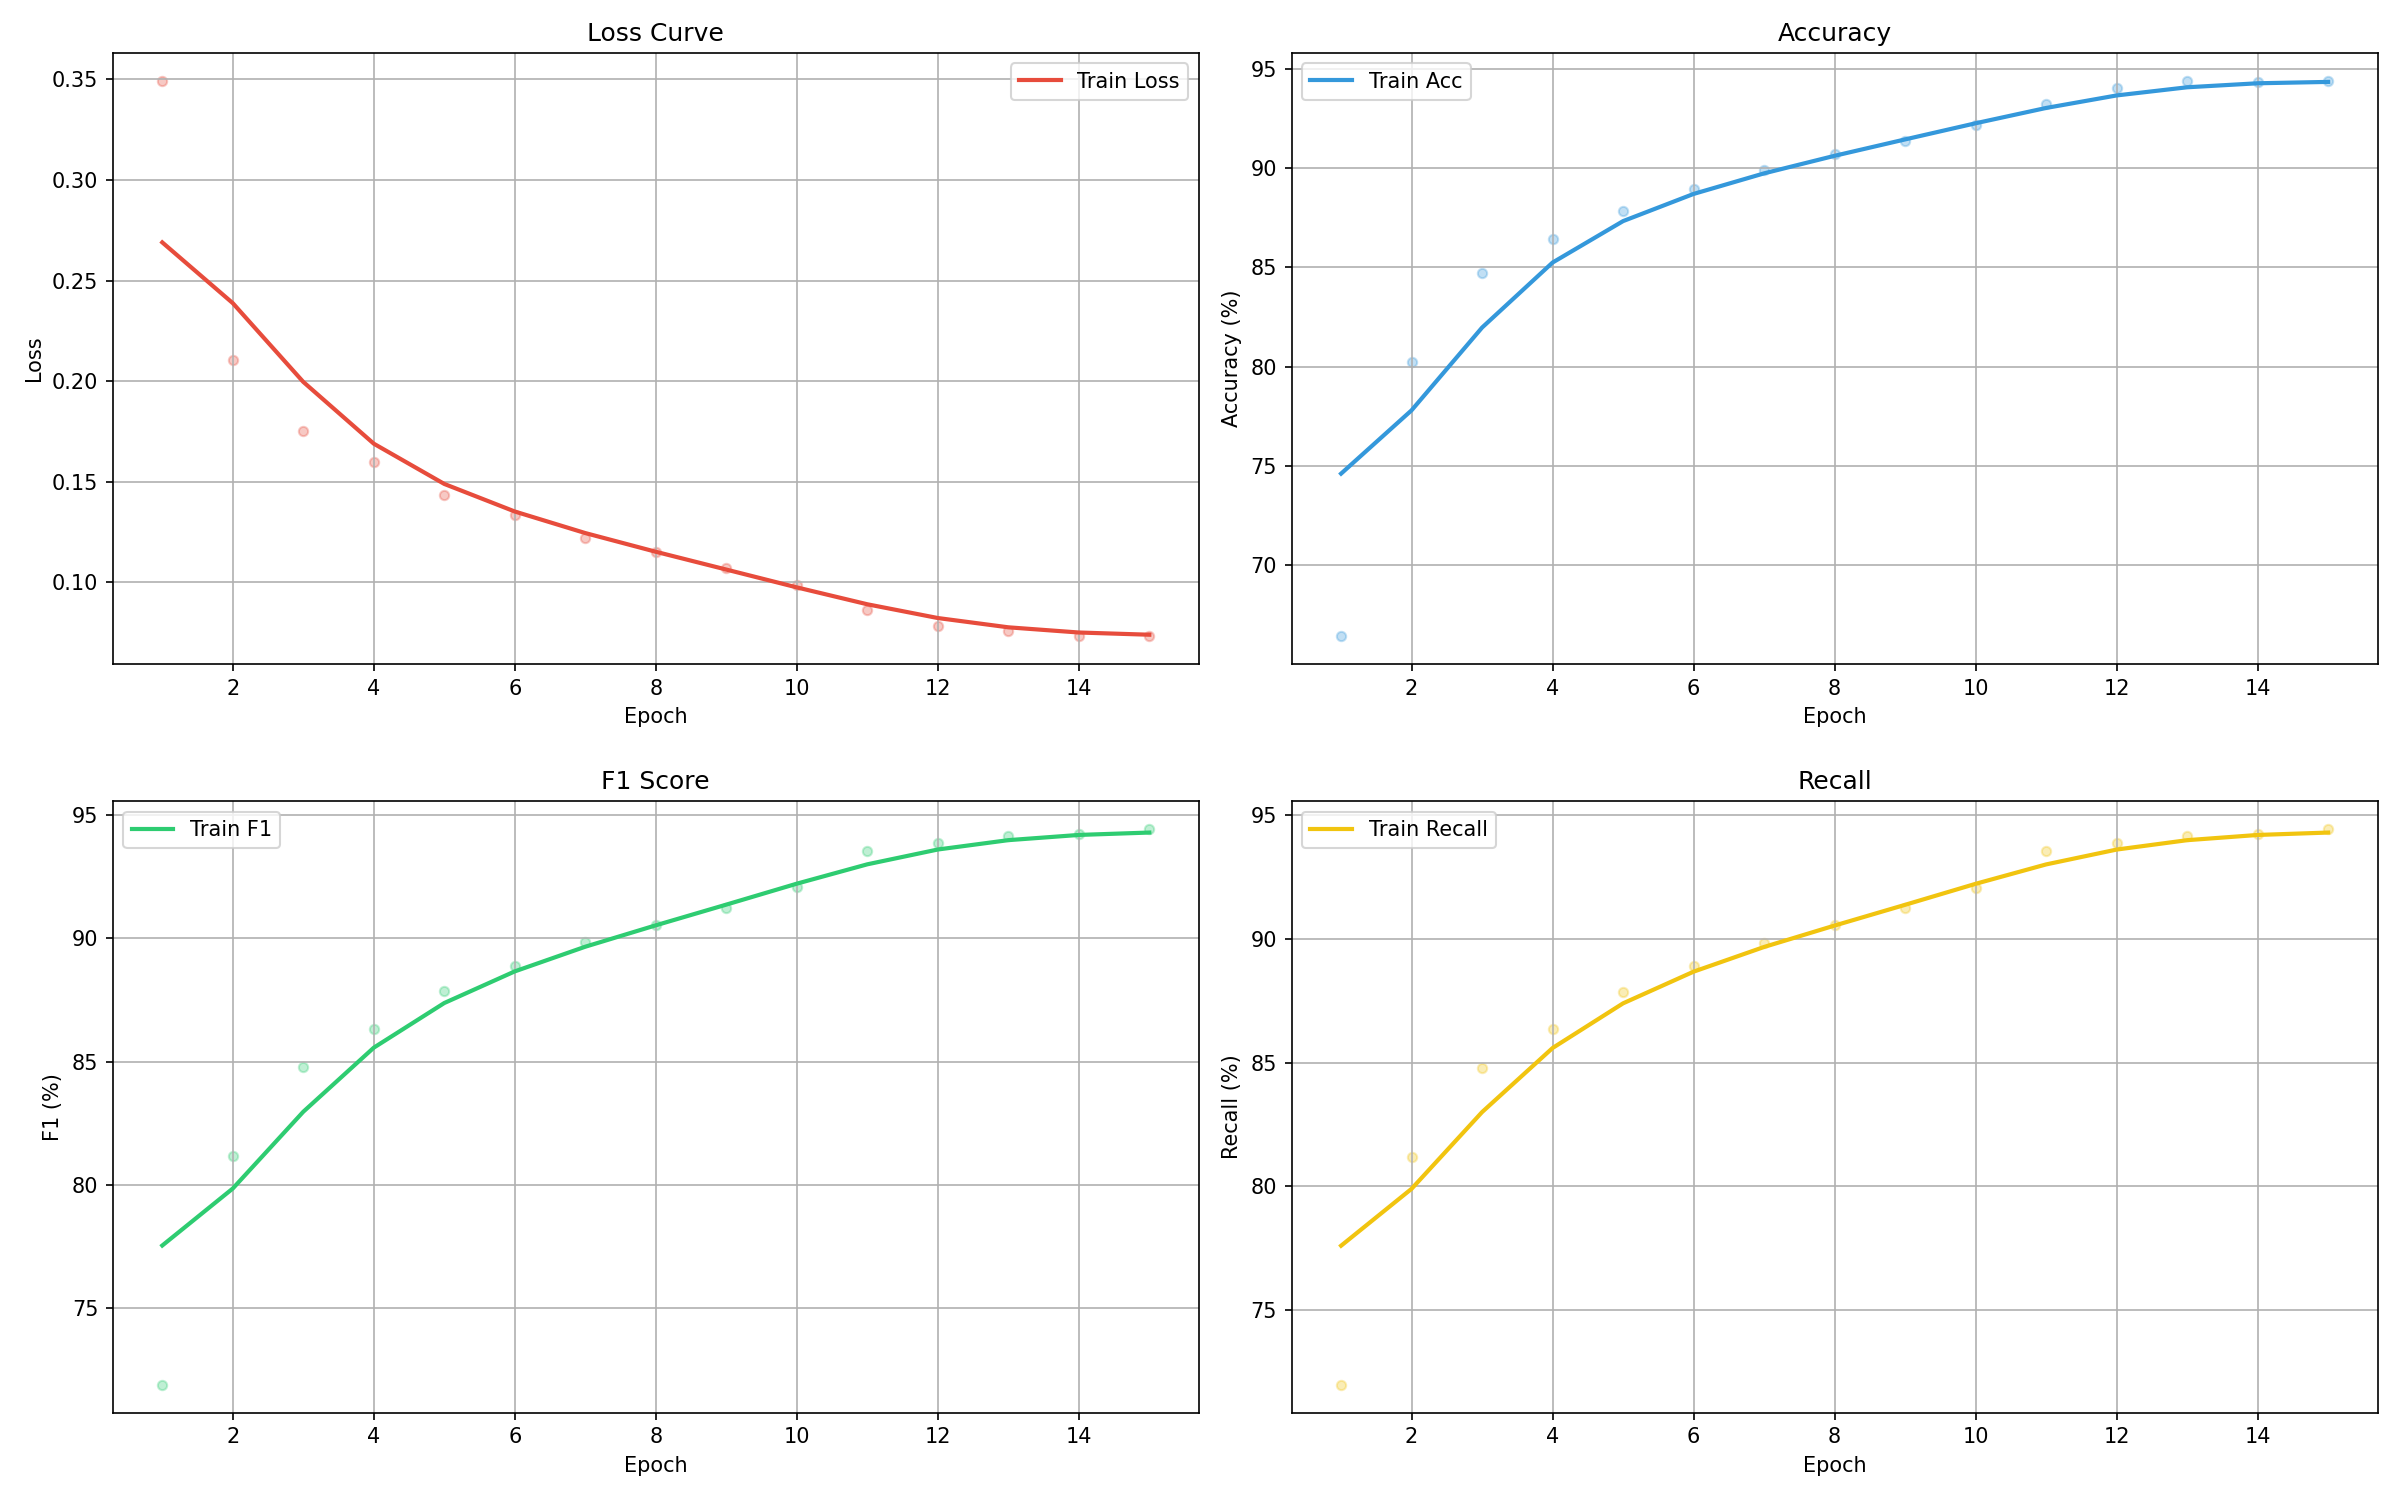 Loss Curve
Train Loss
Loss
0.35
0.30
0.25
0.20
0.15
0.10
2 4 6 8 10 12 14
Epoch
Accuracy
Train Acc
Accuracy (%)
95
90
85
80
75
70
2 4 6 8 10 12 14
Epoch
F1 Score
Train F1
F1 (%)
95
90
85
80
75
2 4 6 8 10 12 14
Epoch
Recall
Train Recall
Recall (%)
95
90
85
80
75
2 4 6 8 10 12 14
Epoch